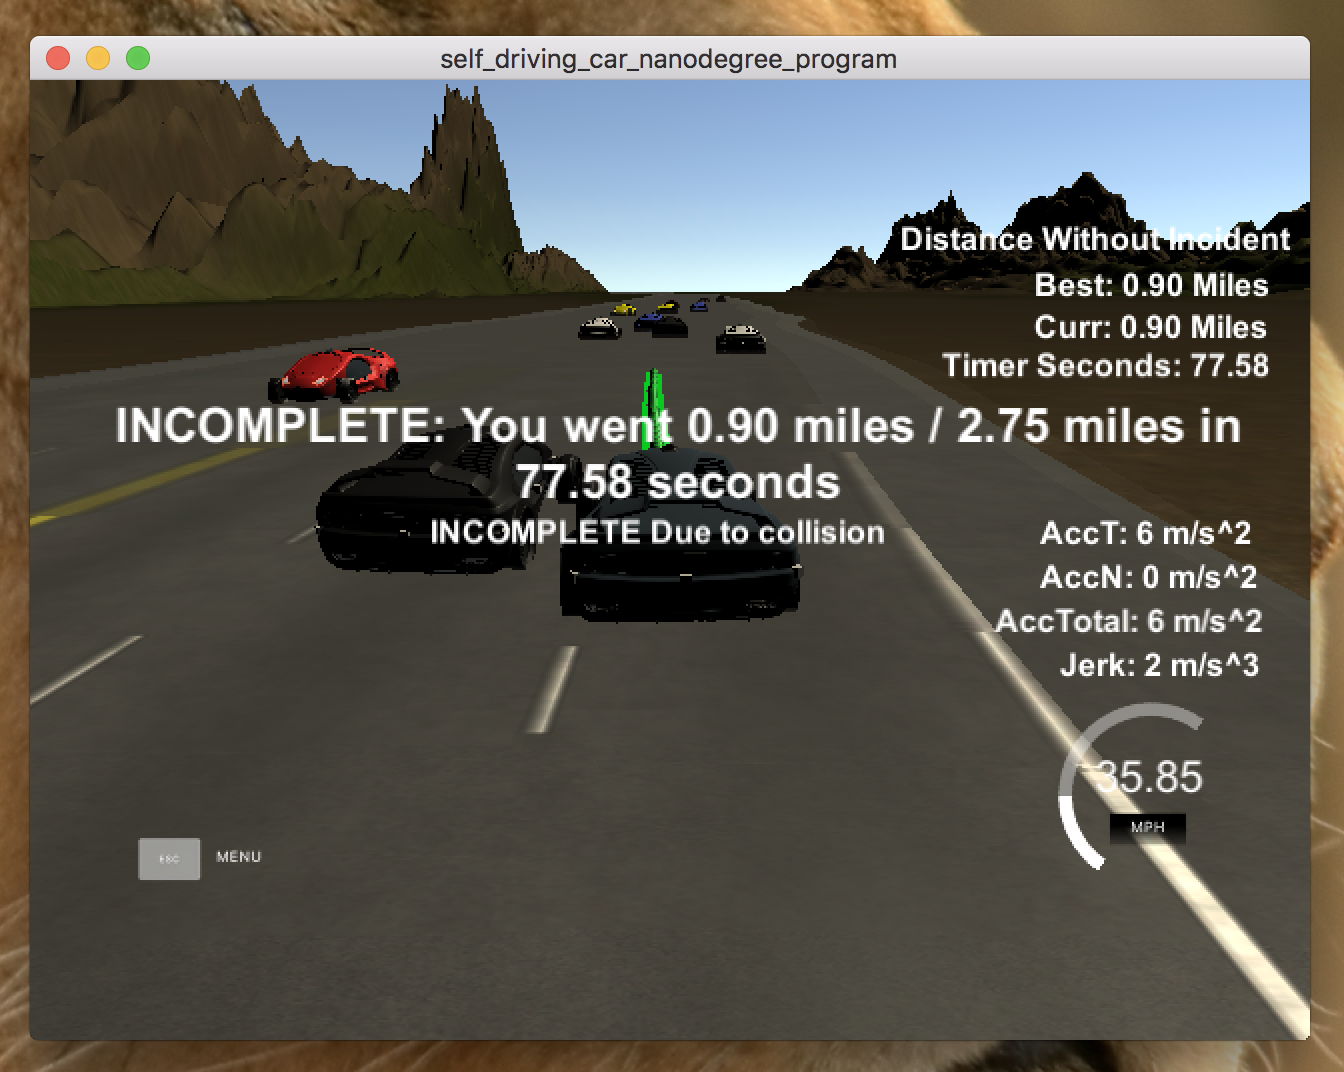 self_driving_car_nanodegree_program
Distance Without Incident
Best: 0.90 Miles
Curr: 0.90 Miles
Timer Seconds: 77.58
INCOMPLETE: You went 0.90 miles / 2.75 miles in
77.58 seconds
INCOMPLETE Due to collision
AccT: 6 m/s^2
AccN: 0 m/s^2
AccTotal: 6 m/s^2
Jerk: 2 m/s^3
35.85
MPH
ESC MENU